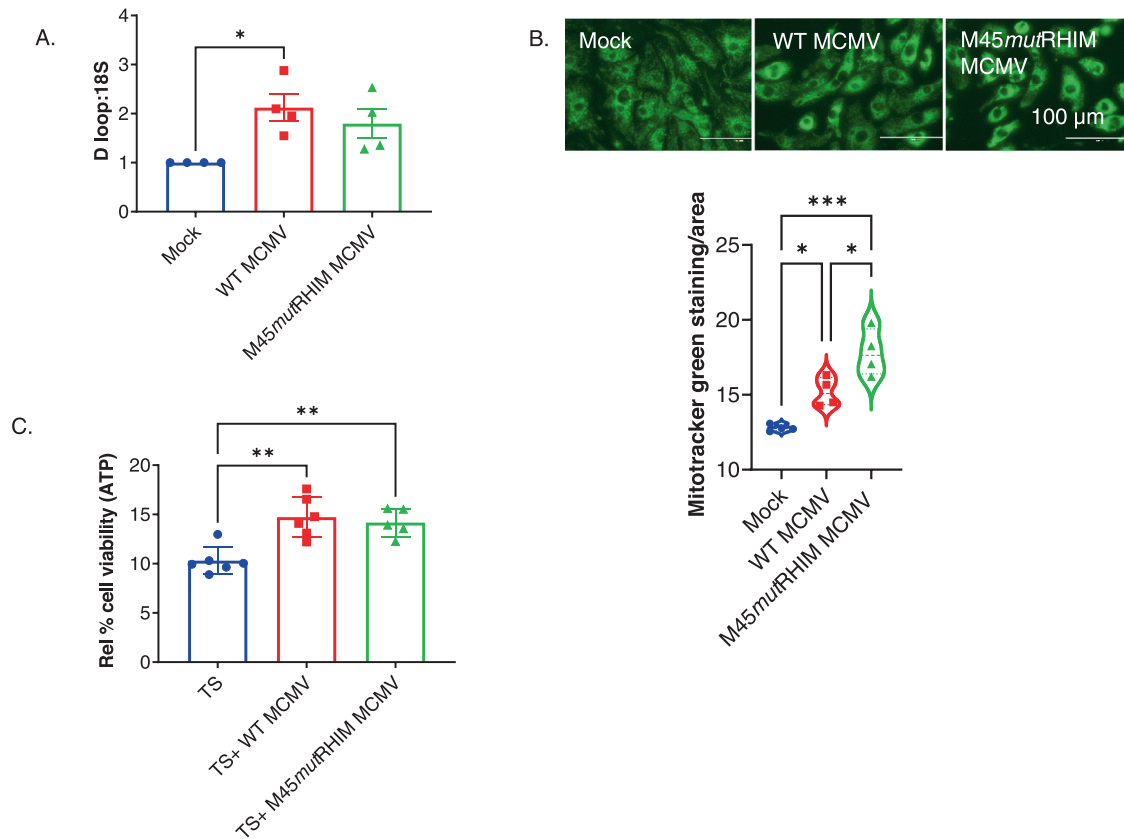 A.
D loop:18S
4
3
2
1
0
*
Mock
WT MCMV
M45mutRHIM MCMV
B.
Mock
WT MCMV
M45mutRHIM
MCMV
100 μm
Mitotracker green staining/area
25
20
15
10
***
*
*
Mock
WT MCMV
M45mutRHIM MCMV
C.
Rel % cell viability (ATP)
20
15
10
5
0
**
**
TS
TS+ WT MCMV
TS+ M45mutRHIM MCMV